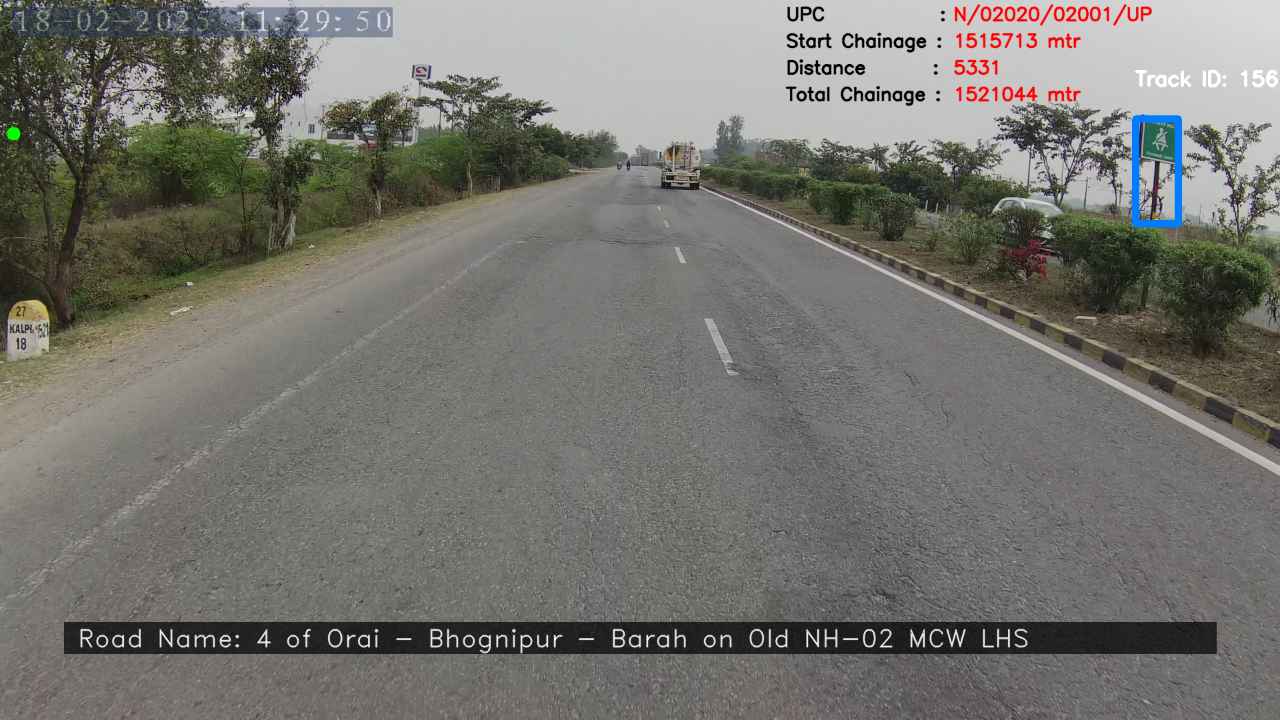 18-02-2025 11:29:50
UPC : N/02020/02001/UP
Start Chainage : 1515713 mtr
Distance : 5331
Total Chainage : 1521044 mtr
Track ID: 156
27
KALPI 1521
18
Road Name: 4 of Orai - Bhognipur - Barah on Old NH-02 MCW LHS